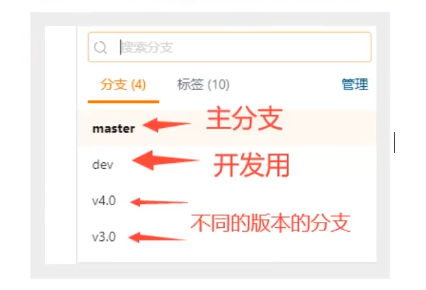 搜索分支
分支 (4) 标签 (10) 管理
master 主分支
dev 开发用
v4.0
不同的版本的分支
v3.0